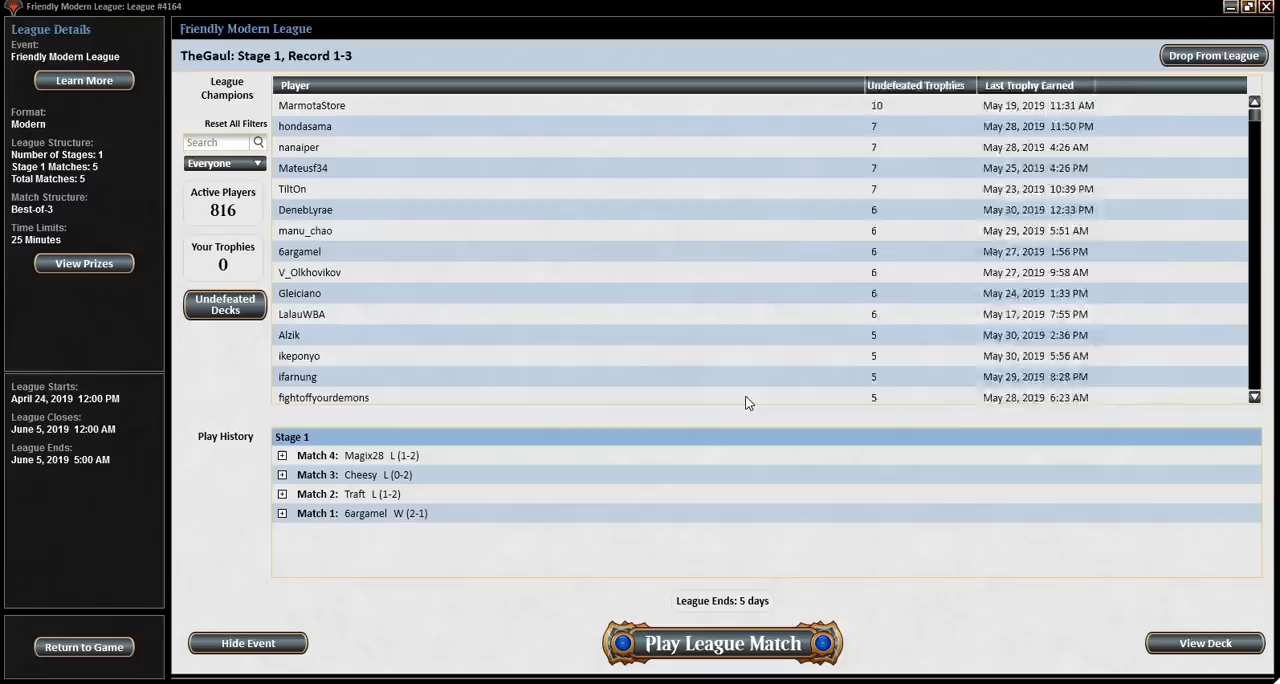 Friendly Modern League: League #4164
League Details
Event:
Friendly Modern League
Learn More
Format:
Modern
League Structure:
Number of Stages: 1
Stage 1 Matches: 5
Total Matches: 5
Match Structure:
Best-of-3
Time Limits:
25 Minutes
View Prizes
League Starts:
April 24, 2019 12:00 PM
League Closes:
June 5, 2019 12:00 AM
League Ends:
June 5, 2019 5:00 AM
Return to Game
Friendly Modern League
TheGaul: Stage 1, Record 1-3
Drop From League
League
Champions
Reset All Filters
Search
Everyone
Active Players
816
Your Trophies
0
Undefeated
Decks
Player Undefeated Trophies Last Trophy Earned
MarmotaStore 10 May 19, 2019 11:31 AM
hondasama 7 May 28, 2019 11:50 PM
nanaiper 7 May 28, 2019 4:26 AM
Mateusf34 7 May 25, 2019 4:26 PM
TiltOn 7 May 23, 2019 10:39 PM
DenebLyrae 6 May 30, 2019 12:33 PM
manu_chao 6 May 29, 2019 5:51 AM
6argamel 6 May 27, 2019 1:56 PM
V_Olkhovikov 6 May 27, 2019 9:58 AM
Gleiciano 6 May 24, 2019 1:33 PM
LalauWBA 6 May 17, 2019 7:55 PM
Alzik 5 May 30, 2019 2:36 PM
ikeponyo 5 May 30, 2019 5:56 AM
ifarnung 5 May 29, 2019 8:28 PM
fightoffyourdemons 5 May 28, 2019 6:23 AM
Play History
Stage 1
Match 4: Magix28 L (1-2)
Match 3: Cheesy L (0-2)
Match 2: Traft L (1-2)
Match 1: 6argamel W (2-1)
League Ends: 5 days
Hide Event
Play League Match
View Deck